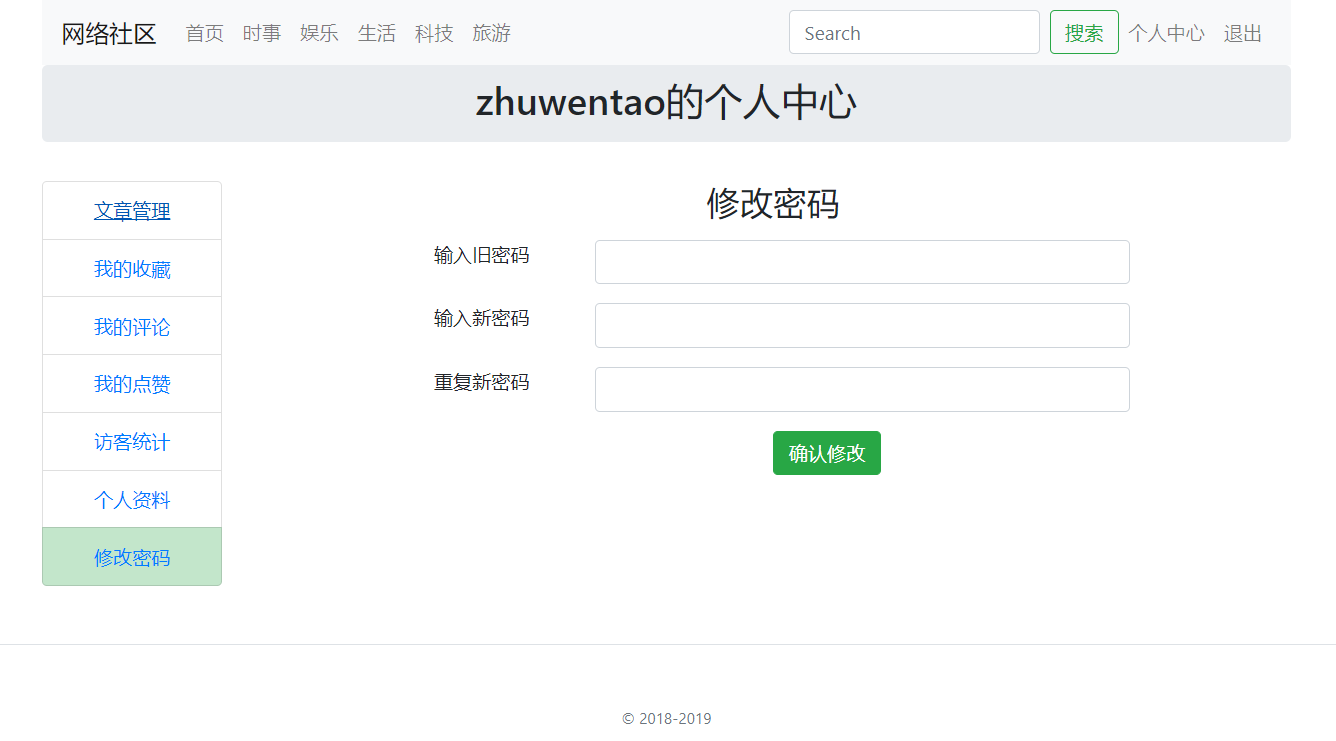 网络社区 首页 时事 娱乐 生活 科技 旅游 Search 搜索 个人中心 退出
zhuwentao的个人中心
文章管理
我的收藏
我的评论
我的点赞
访客统计
个人资料
修改密码
修改密码
输入旧密码
输入新密码
重复新密码
确认修改
© 2018-2019